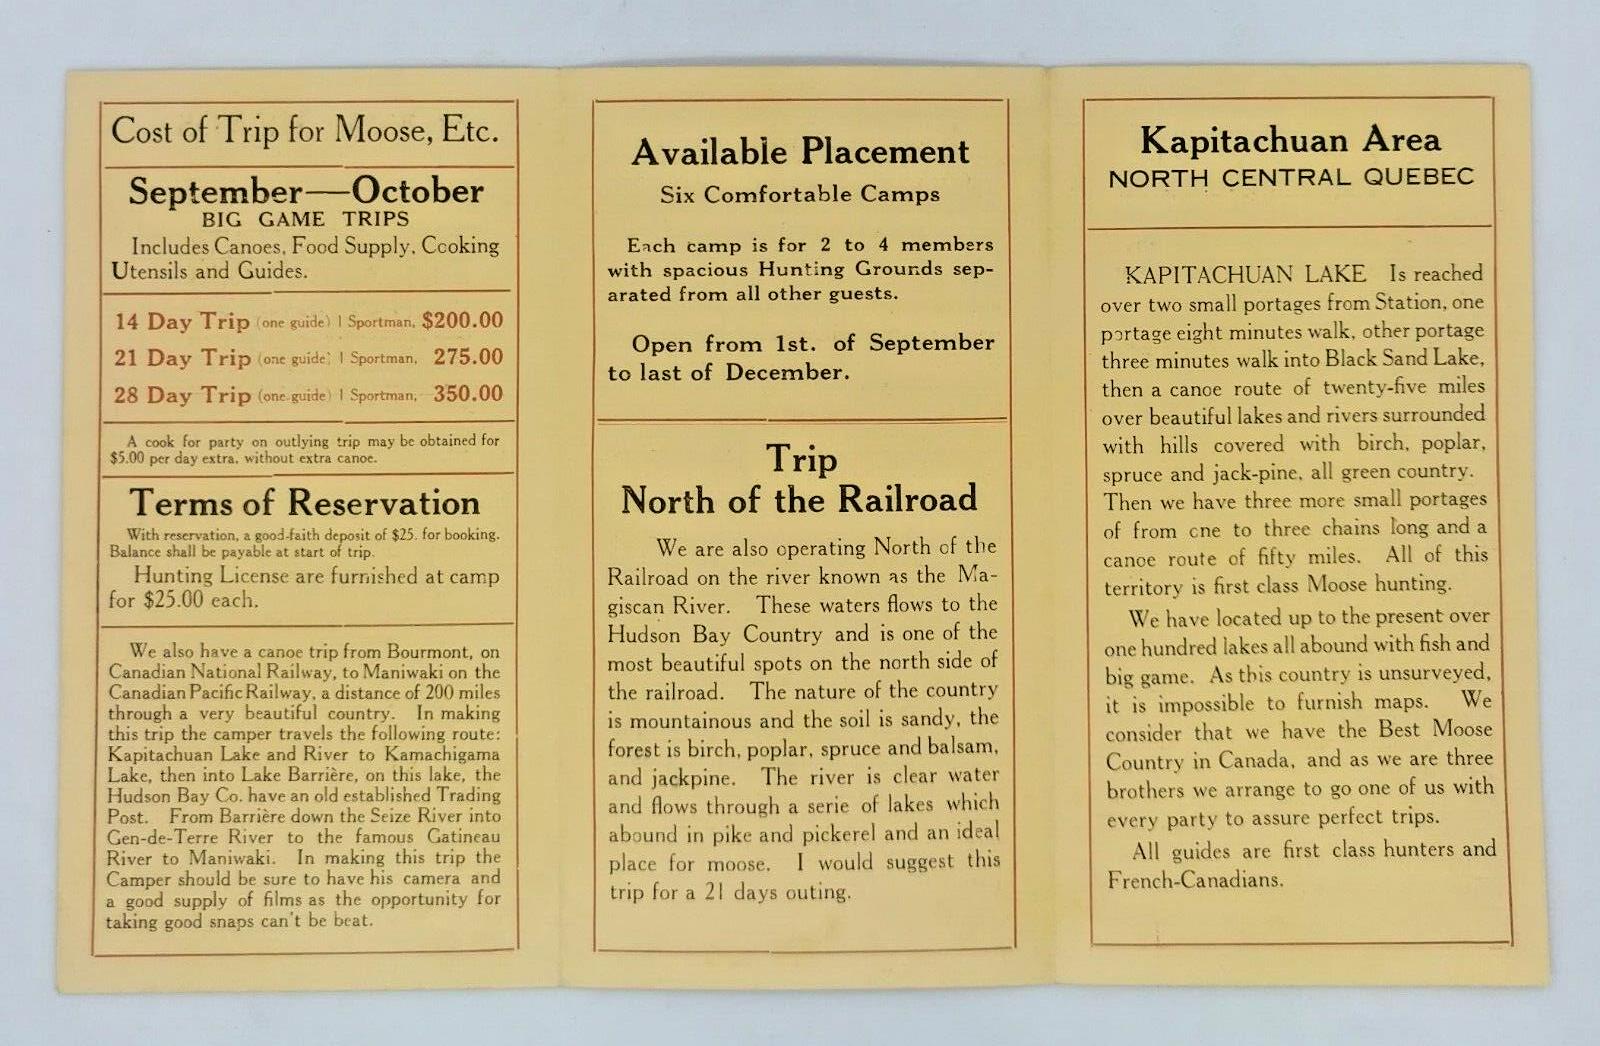 Cost of Trip for Moose, Etc.
September—October
BIG GAME TRIPS
Includes Canoes, Food Supply, Cooking
Utensils and Guides.
14 Day Trip (one guide) 1 Sportman, $200.00
21 Day Trip (one guide) 1 Sportman, 275.00
28 Day Trip (one guide) 1 Sportman, 350.00
A cook for party on outlying trip may be obtained for
$5.00 per day extra, without extra canoe.
Terms of Reservation
With reservation, a good-faith deposit of $25. for booking.
Balance shall be payable at start of trip.
Hunting License are furnished at camp
for $25.00 each.
We also have a canoe trip from Bourmont, on
Canadian National Railway, to Maniwaki on the
Canadian Pacific Railway, a distance of 200 miles
through a very beautiful country. In making
this trip the camper travels the following route:
Kapitachuan Lake and River to Kamachigama
Lake, then into Lake Barrière, on this lake, the
Hudson Bay Co. have an old established Trading
Post. From Barrière down the Seize River into
Gen-de-Terre River to the famous Gatineau
River to Maniwaki. In making this trip the
Camper should be sure to have his camera and
a good supply of films as the opportunity for
taking good snaps can't be beat.
Available Placement
Six Comfortable Camps
Each camp is for 2 to 4 members
with spacious Hunting Grounds sep-
arated from all other guests.
Open from 1st. of September
to last of December.
Trip
North of the Railroad
We are also operating North of the
Railroad on the river known as the Ma-
giscan River. These waters flows to the
Hudson Bay Country and is one of the
most beautiful spots on the north side of
the railroad. The nature of the country
is mountainous and the soil is sandy, the
forest is birch, poplar, spruce and balsam,
and jackpine. The river is clear water
and flows through a serie of lakes which
abound in pike and pickerel and an ideal
place for moose. I would suggest this
trip for a 21 days outing.
Kapitachuan Area
NORTH CENTRAL QUEBEC
KAPITACHUAN LAKE Is reached
over two small portages from Station, one
portage eight minutes walk, other portage
three minutes walk into Black Sand Lake,
then a canoe route of twenty-five miles
over beautiful lakes and rivers surrounded
with hills covered with birch, poplar,
spruce and jack-pine, all green country.
Then we have three more small portages
of from one to three chains long and a
canoe route of fifty miles. All of this
territory is first class Moose hunting.
We have located up to the present over
one hundred lakes all abound with fish and
big game. As this country is unsurveyed,
it is impossible to furnish maps. We
consider that we have the Best Moose
Country in Canada, and as we are three
brothers we arrange to go one of us with
every party to assure perfect trips.
All guides are first class hunters and
French-Canadians.